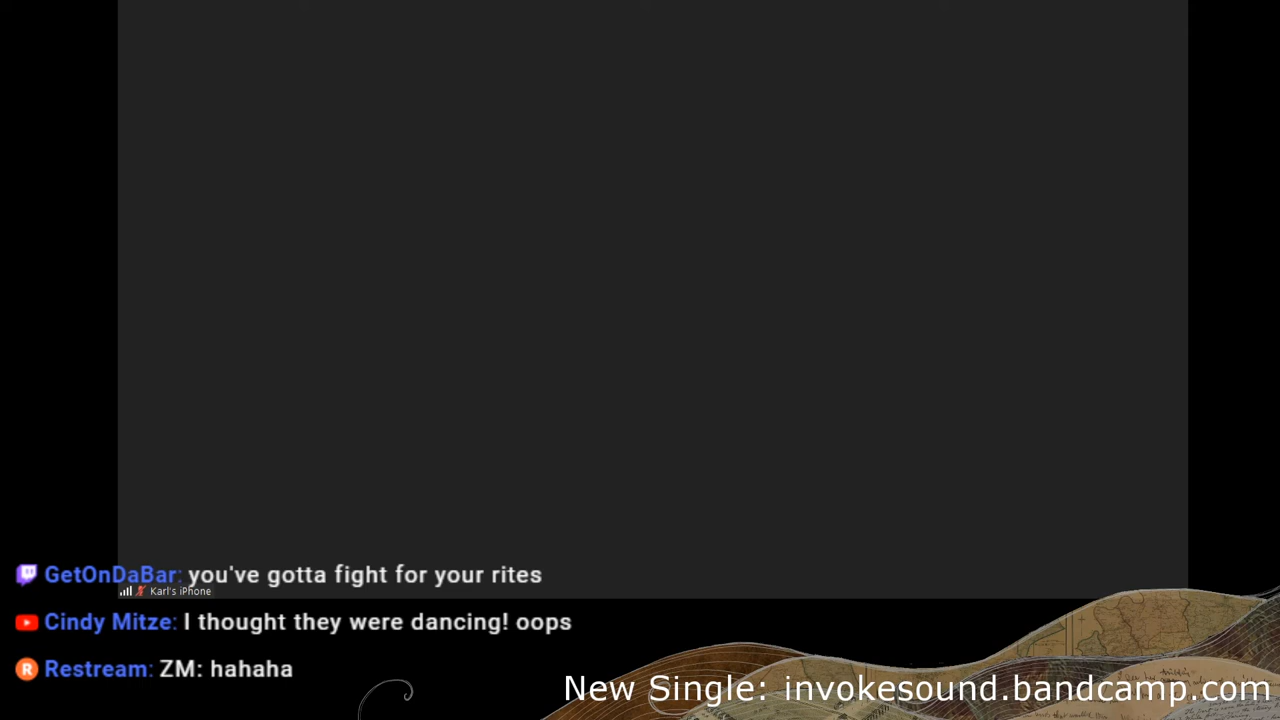 GetOnDaBar: you've gotta fight for your rites
Karl's iPhone
Cindy Mitze: I thought they were dancing! oops
R Restream: ZM: hahaha
New Single: invokesound.bandcamp.com